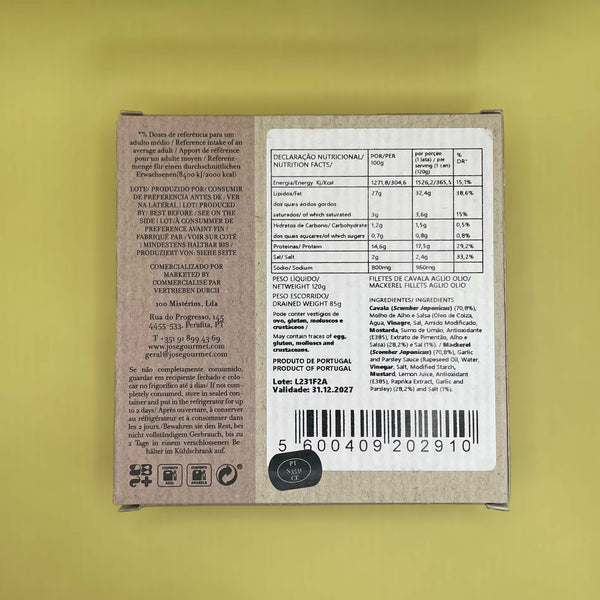 *% Doses de referência para um
adulto médio / Reference intake of an
average adult / Apport de référence
pour un adulte moyen / Referenz-
menge für einen durchschnittlichen
Erwachsenen(8400 kJ/2000 kcal)
LOTE/ PRODUZIDO POR/ CONSUMIR
DE PREFERENCIA ANTES DE - VER
NA LATERAL | LOT/ PRODUCED
BY/ BEST BEFORE / SEE ON THE
SIDE | LOT/À CONSOMMER DE
PREFERENCE AVAINT FIN /
FABRIQUÉ PAR : VOIR SUR COTÉ
| MINDESTENS HALTBAR BIS /
PRODUZIERT VON: SIEHE SEITE
COMERCIALIZADO POR
MARKETED BY
COMMERCIALISÉ PAR
VERTRIEBEN DURCH
100 Mistérios, Lda
Rua do Progresso, 145
4455-533, Perafita, PT
T +351 91 899 43 69
www.josegourmet.com
geral@josegourmet.com
Se não completamente consumido,
guardar em recipiente fechado e colocar
no frigorífico até 2 dias/ If not com-
pletely consumed, store in sealed con-
tainer and put in the refrigerator for up
to 2 days/ Après ouverture, à conserver
au réfrigérateur et à consommer dans
les 2 jours./Bewahren sie den Rest, bei
nicht vollständigem Gerbrauch, bis zu
2 Tage in einem verschlossenen Be-
hälter im Kühlschrank auf.
DECLARAÇÃO NUTRICIONAL/ NUTRITION FACTS/ POR/PER 100g por porção (1 lata) / per serving (1 can) (120g) % DR*
Energia/Energy Kj/Kcal 1271,8/304,6 1526,2/365,5 15,1%
Lípidos/Fat 27g 32,4g 38,6%
dos quais ácidos gordos
saturados/ of which saturated 3g 3,6g 15%
Hidratos de Carbono/ Carbohydrate 1,2g 1,5g 0,5%
dos quais açúcares/of which sugars 0,7g 0,8g 0,8%
Proteínas/ Protein 14,6g 17,5g 29,2%
Sal/ Salt 2g 2,4g 33,2%
Sódio/ Sodium 800mg 960mg
PESO LÍQUIDO/
NETWEIGHT 120g
PESO ESCORRIDO/
DRAINED WEIGHT 85g
Pode conter vestígios de
ovo, gluten, moluscos e
crustáceos /
May contain traces of egg,
gluten, molluscs and
crustaceans.
PRODUTO DE PORTUGAL
PRODUCT OF PORTUGAL
Lote: L231F2A
Validade: 31.12.2027
FILETES DE CAVALA AGLIO OLIO/
MACKEREL FILLETS AGLIO OLIO
INGREDIENTES/ INGREDIENTS
Cavala (Scomber Japonicus) (70,8%),
Molho de Alho e Salsa (Óleo de Colza,
Água, Vinagre, Sal, Amido Modificado,
Mostarda, Sumo de Limão, Antioxidante
(E385), Extrato de Pimentão, Alho e
Salsa) (28,2%) e Sal (1%). / Mackerel
(Scomber Japonicus) (70,8%), Garlic
and Parsley Sauce (Rapeseed Oil, Water,
Vinegar, Salt, Modified Starch,
Mustard, Lemon Juice, Antioxidant
(E385), Paprika Extract, Garlic and
Parsley) (28,2%) and Salt (1%).
5 600409 202910
PT
CE